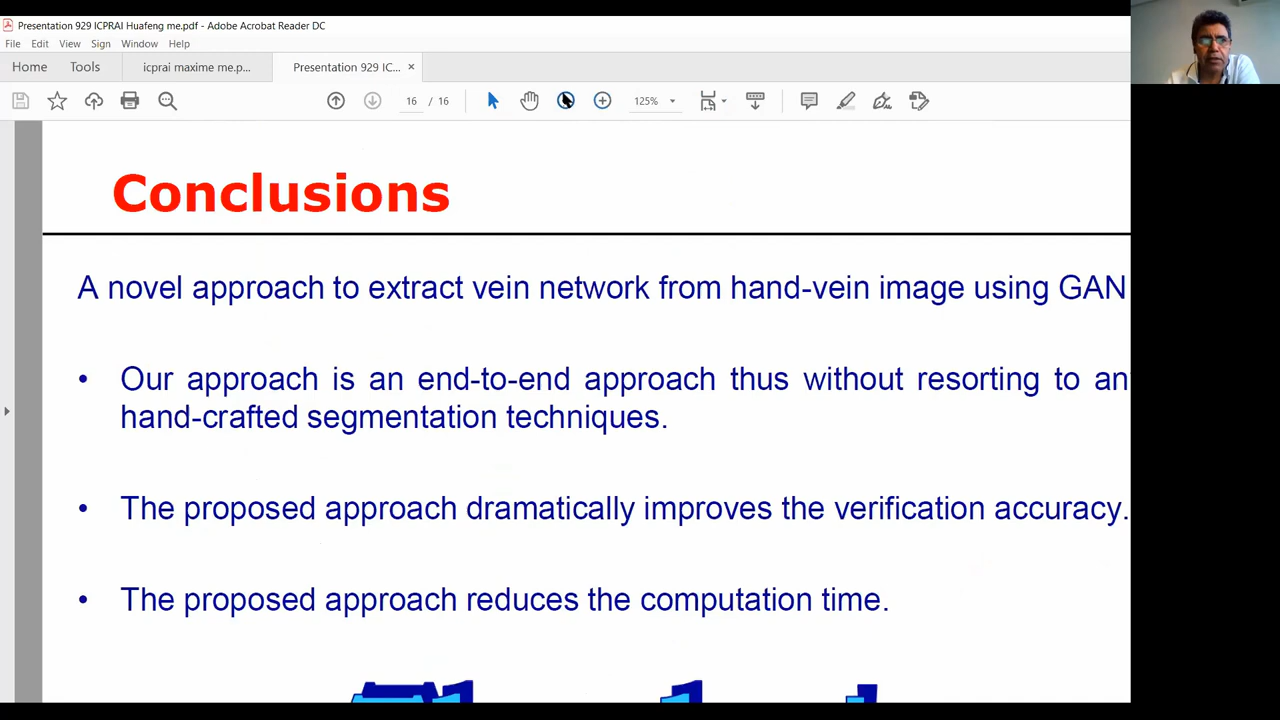 Presentation 929 ICPRAI Huafeng me.pdf - Adobe Acrobat Reader DC
File Edit View Sign Window Help
Home Tools icprai maxime me.p... Presentation 929 IC... ×
16 / 16 125%
Conclusions
A novel approach to extract vein network from hand-vein image using GAN
• Our approach is an end-to-end approach thus without resorting to an
hand-crafted segmentation techniques.
• The proposed approach dramatically improves the verification accuracy.
• The proposed approach reduces the computation time.